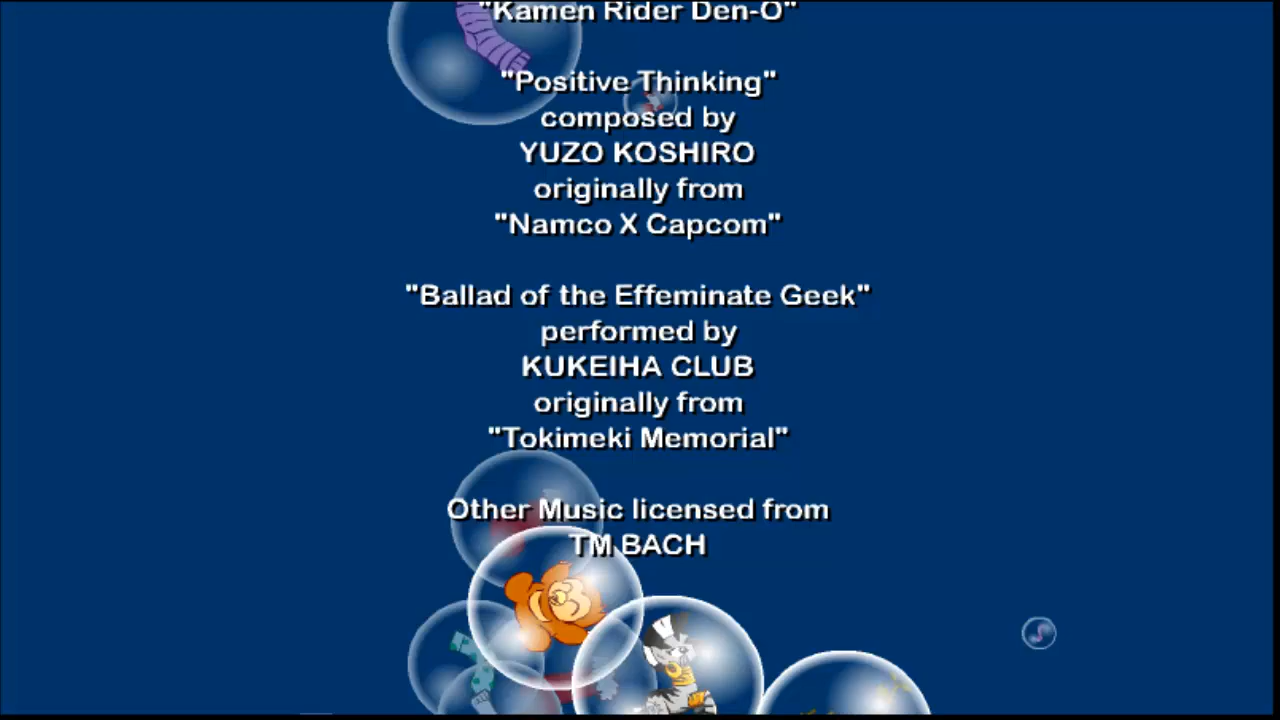 "Kamen Rider Den-O"
"Positive Thinking"
composed by
YUZO KOSHIRO
originally from
"Namco X Capcom"
"Ballad of the Effeminate Geek"
performed by
KUKEIHA CLUB
originally from
"Tokimeki Memorial"
Other Music licensed from
TM BACH